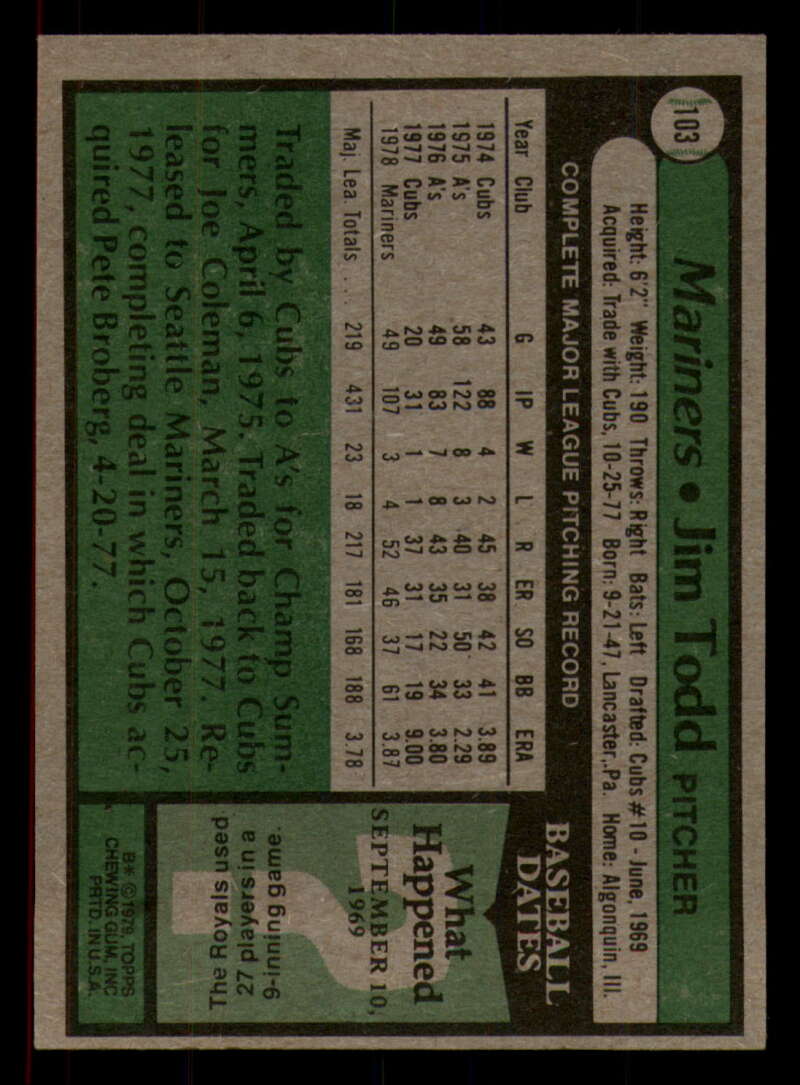 103
Mariners • Jim Todd PITCHER
Height: 6'2" Weight: 190 Throws: Right Bats: Left Drafted: Cubs #10 - June, 1969
Acquired: Trade with Cubs, 10-25-77 Born: 9-21-47, Lancaster, Pa. Home: Algonquin, Ill.
COMPLETE MAJOR LEAGUE PITCHING RECORD
Year Club G IP W L R ER SO BB ERA
1974 Cubs 43 88 4 2 45 38 42 41 3.89
1975 A's 58 122 8 3 40 31 50 33 2.29
1976 A's 49 83 7 8 43 35 22 34 3.80
1977 Cubs 20 31 1 1 37 31 17 19 9.00
1978 Mariners 49 107 3 4 52 46 37 61 3.87
Maj. Lea. Totals .... 219 431 23 18 217 181 168 188 3.78
Traded by Cubs to A's for Champ Sum-
mers, April 6, 1975. Traded back to Cubs
for Joe Coleman, March 15, 1977. Re-
leased to Seattle Mariners, October 25,
1977, completing deal in which Cubs ac-
quired Pete Broberg, 4-20-77.
BASEBALL
DATES
What
Happened
SEPTEMBER 10,
1969
The Royals used
27 players in a
9-inning game.
B* © 1979, TOPPS
CHEWING GUM, INC
PRTD. IN U.S.A.